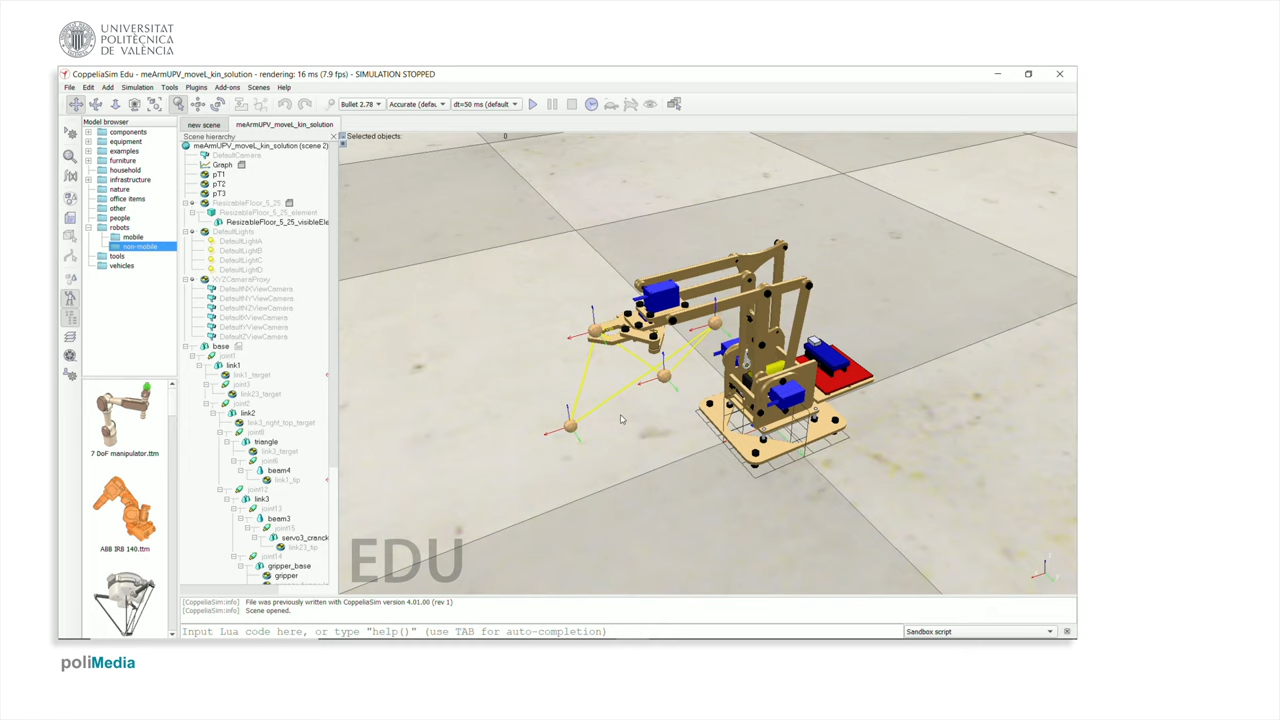 UNIVERSITAT
POLITÈCNICA
DE VALÈNCIA
CoppeliaSim Edu - meArmUPV_moveL_kin_solution - rendering: 16 ms (7.9 fps) - SIMULATION STOPPED
File Edit Add Simulation Tools Plugins Add-ons Scenes Help
Bullet 2.78 Accurate (defau dt=50 ms (default
Model browser
components
equipment
examples
furniture
household
infrastructure
nature
office items
other
people
robots
mobile
non-mobile
tools
vehicles
7 DoF manipulator.ttm
ABB IRB 140.ttm
new scene meArmUPV_moveL_kin_solution
Scene hierarchy
meArmUPV_moveL_kin_solution (scene 2)
DefaultCamera
Graph
pT1
pT2
pT3
ResizableFloor_5_25
ResizableFloor_5_25_element
ResizableFloor_5_25_visibleEle
DefaultLights
DefaultLightA
DefaultLightB
DefaultLightC
DefaultLightD
XYZCameraProxy
DefaultNXViewCamera
DefaultNYViewCamera
DefaultNZViewCamera
DefaultXViewCamera
DefaultYViewCamera
DefaultZViewCamera
base
joint1
link1
link1_target
joint3
link23_target
joint2
link2
link3_right_top_target
joint8
triangle
link3_target
joint6
beam4
link1_tip
joint12
link3
joint13
beam3
joint15
servo3_cranck
link23_tip
joint14
gripper_base
gripper
Selected objects: 0
EDU
[CoppeliaSim:info] File was previously written with CoppeliaSim version 4.01.00 (rev 1)
[CoppeliaSim:info] Scene opened.
Input Lua code here, or type "help()" (use TAB for auto-completion)
Sandbox script
poliMedia